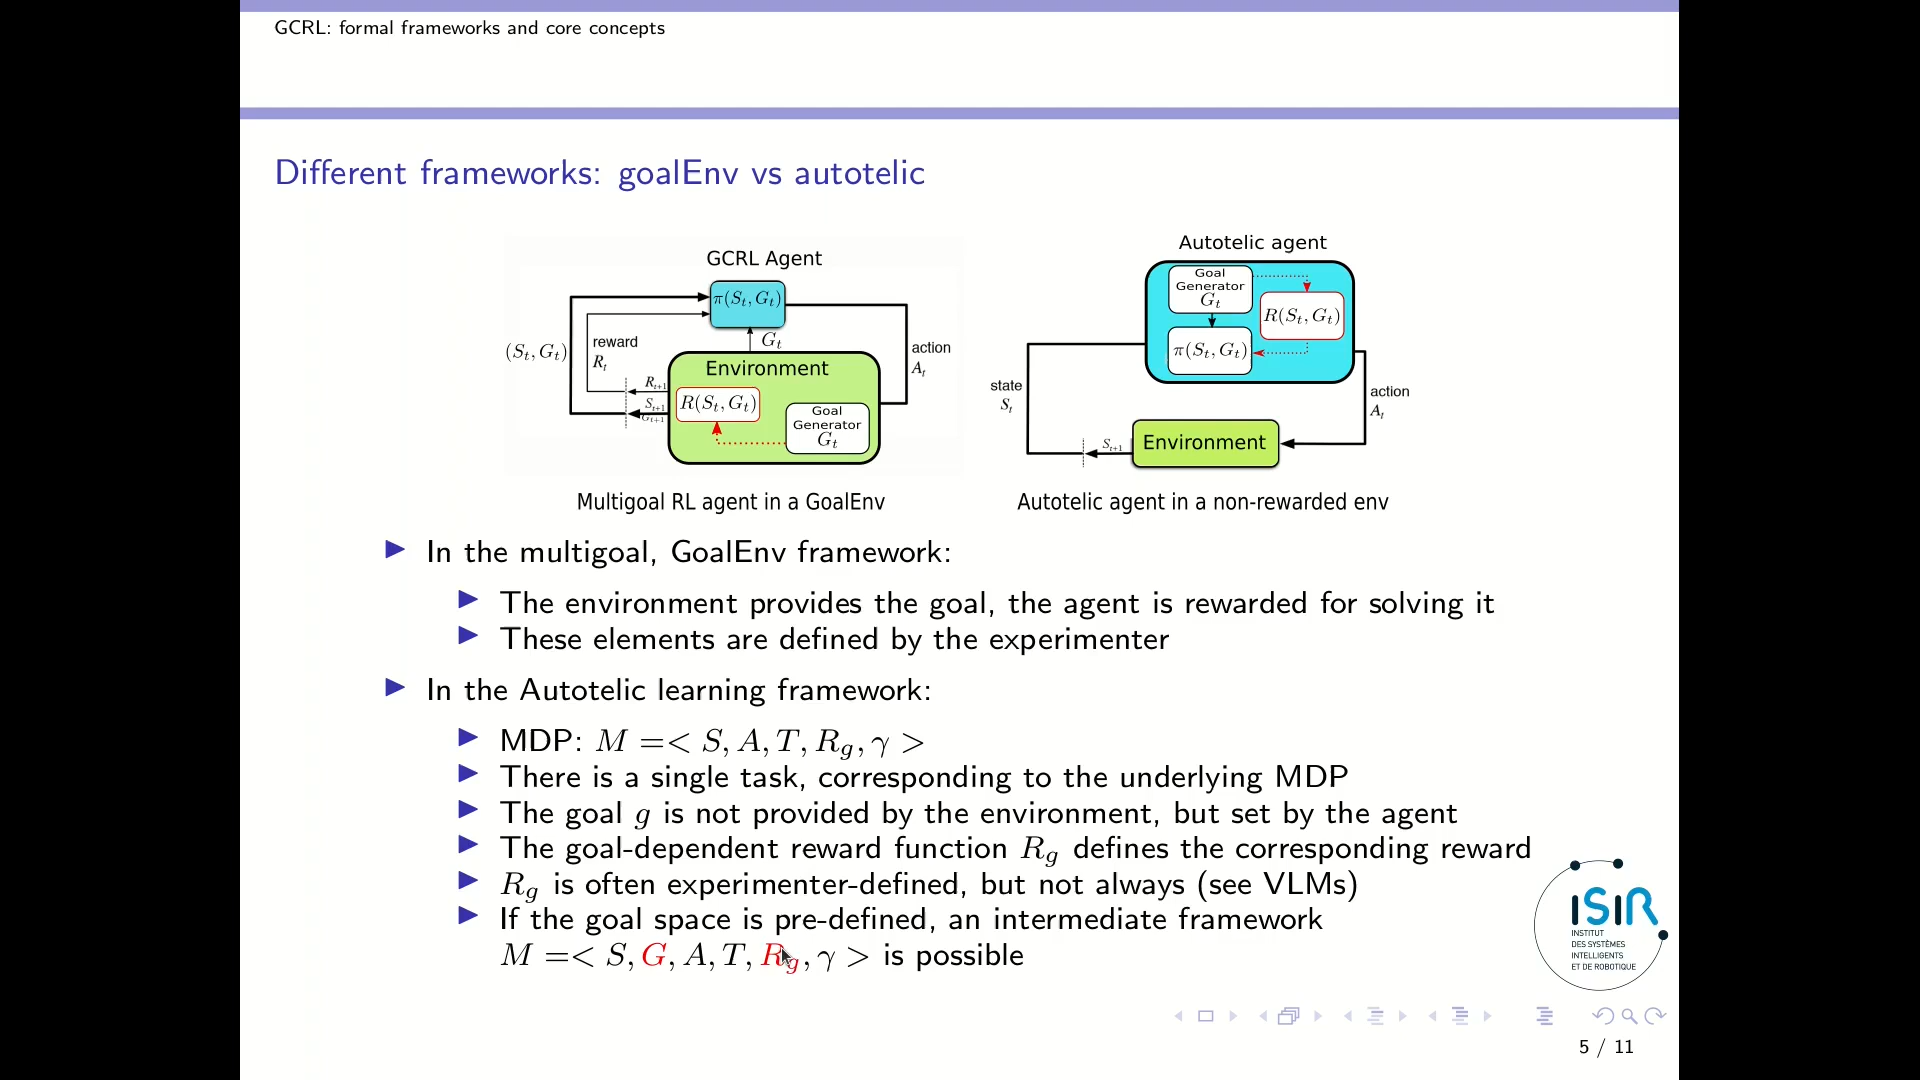 GCRL: formal frameworks and core concepts
Different frameworks: goalEnv vs autotelic
GCRL Agent
π(S_t, G_t)
(S_t, G_t)
reward
R_t
G_t
action
A_t
Environment
R_{t+1}
S_{t+1}
G_{t+1}
R(S_t, G_t)
Goal
Generator
G_t
Multigoal RL agent in a GoalEnv
Autotelic agent
Goal
Generator
G_t
R(S_t, G_t)
π(S_t, G_t)
state
S_t
action
A_t
S_{t+1}
Environment
Autotelic agent in a non-rewarded env
▶ In the multigoal, GoalEnv framework:
▶ The environment provides the goal, the agent is rewarded for solving it
▶ These elements are defined by the experimenter
▶ In the Autotelic learning framework:
▶ MDP: M =< S, A, T, R_g, γ >
▶ There is a single task, corresponding to the underlying MDP
▶ The goal g is not provided by the environment, but set by the agent
▶ The goal-dependent reward function R_g defines the corresponding reward
▶ R_g is often experimenter-defined, but not always (see VLMs)
▶ If the goal space is pre-defined, an intermediate framework
M =< S, G, A, T, R_g, γ > is possible
ISIR
INSTITUT
DES SYSTÈMES
INTELLIGENTS
ET DE ROBOTIQUE
5 / 11